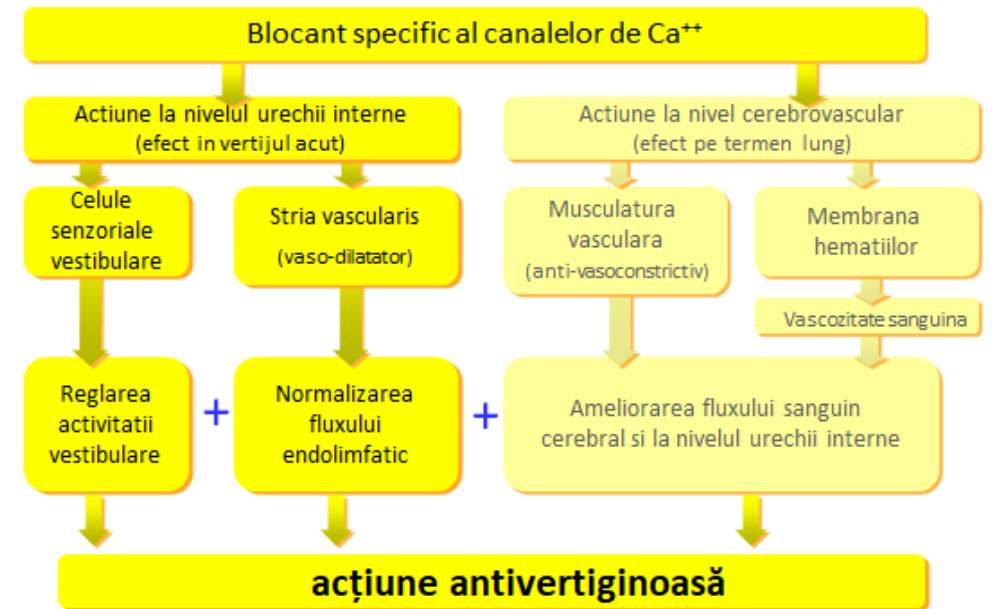 Blocant specific al canalelor de Ca⁺⁺
Actiune la nivelul urechii interne
(efect in vertijul acut)
Actiune la nivel cerebrovascular
(efect pe termen lung)
Celule
senzoriale
vestibulare
Stria vascularis
(vaso-dilatator)
Musculatura
vasculara
(anti-vasoconstrictiv)
Membrana
hematiilor
Vascozitate sanguina
Reglarea
activitatii
vestibulare
+
Normalizarea
fluxului
endolimfatic
+
Ameliorarea fluxului sanguin
cerebral si la nivelul urechii interne
acțiune antivertiginoasă